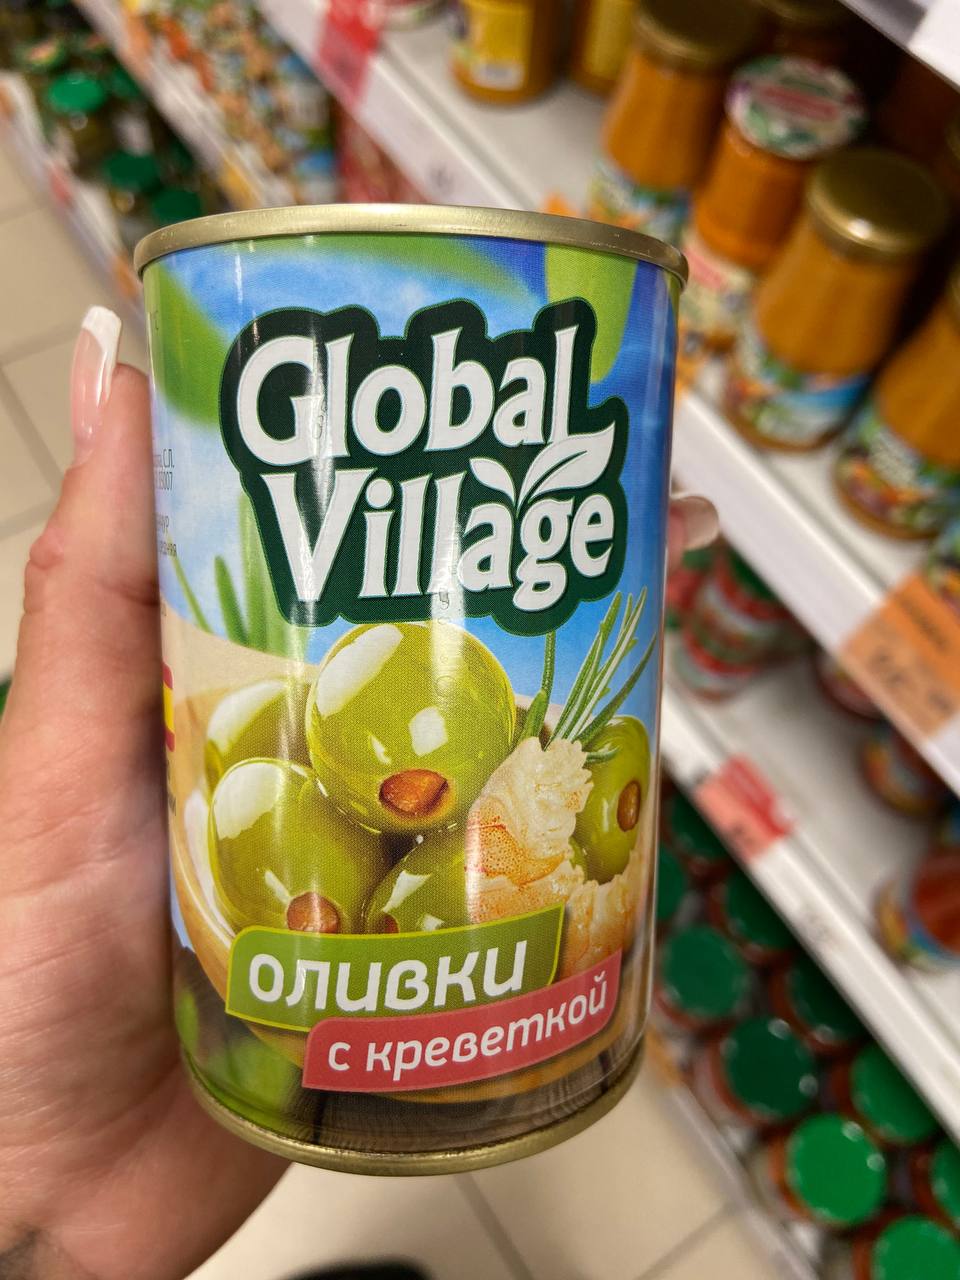 Global
Village
оливки
с креветкой